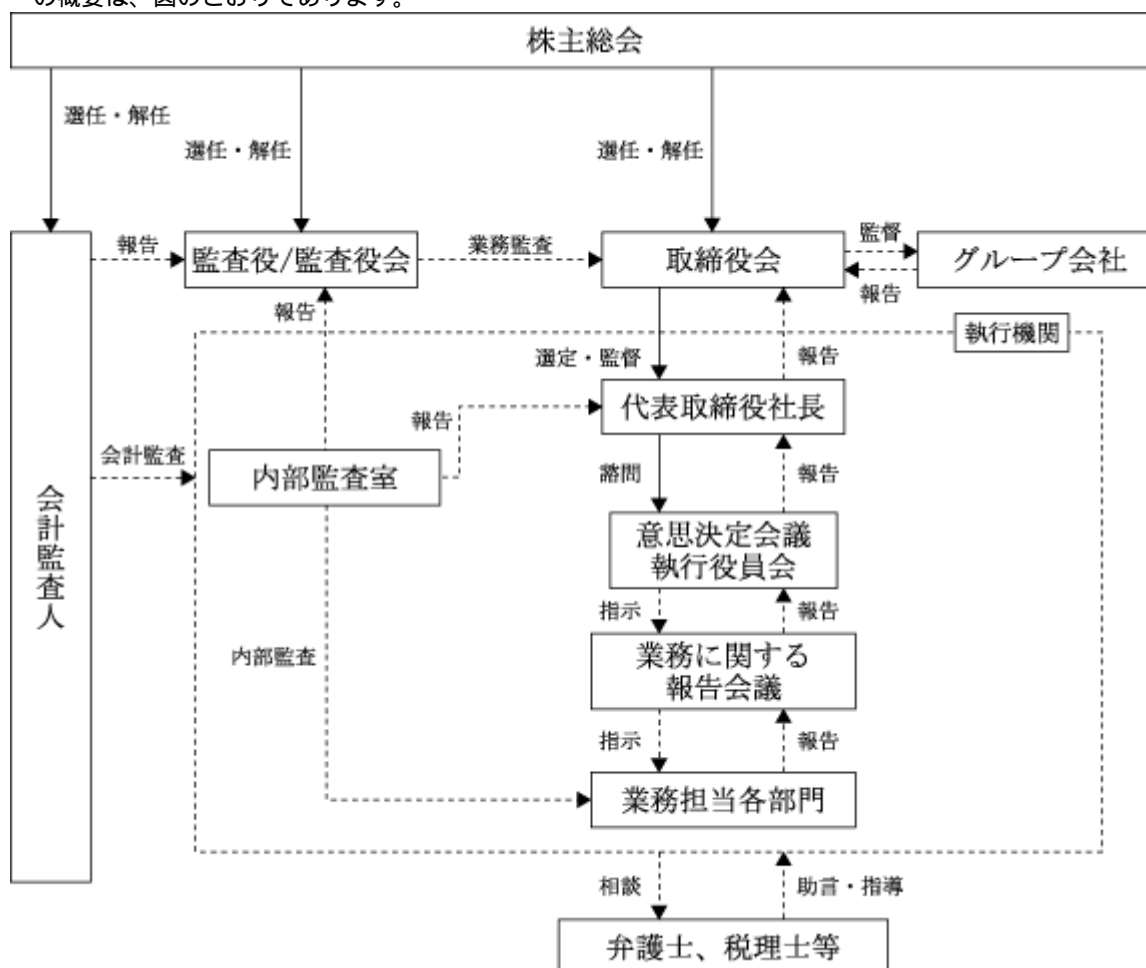 の概要は、図のとおりであります。
株主総会
選任・解任
選任・解任
選任・解任
報告
監査役/監査役会
業務監査
取締役会
監督
報告
グループ会社
報告
執行機関
選定・監督
報告
代表取締役社長
報告
会計監査
内部監査室
諮問
報告
会計監査人
意思決定会議
執行役員会
指示
報告
内部監査
業務に関する
報告会議
指示
報告
業務担当各部門
相談
助言・指導
弁護士、税理士等